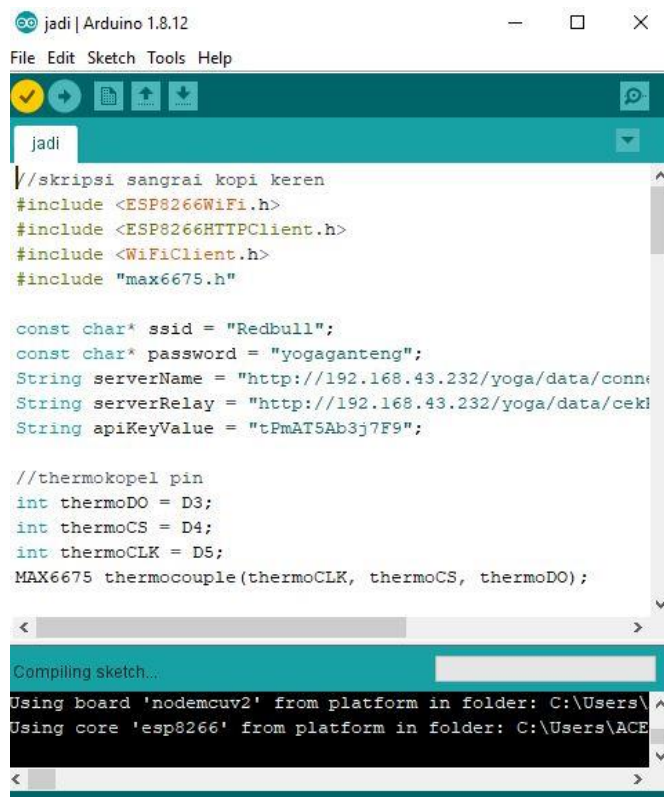 jadi | Arduino 1.8.12
File Edit Sketch Tools Help
jadi
//skripsi sangrai kopi keren
#include <ESP8266WiFi.h>
#include <ESP8266HTTPClient.h>
#include <WiFiClient.h>
#include "max6675.h"
const char* ssid = "Redbull";
const char* password = "yogaganteng";
String serverName = "http://192.168.43.232/yoga/data/conne
String serverRelay = "http://192.168.43.232/yoga/data/cek
String apiKeyValue = "tPmAT5Ab3j7F9";
//thermokopel pin
int thermoDO = D3;
int thermoCS = D4;
int thermoCLK = D5;
MAX6675 thermocouple(thermoCLK, thermoCS, thermoDO);
Compiling sketch...
Using board 'nodemcuv2' from platform in folder: C:\Users\
Using core 'esp8266' from platform in folder: C:\Users\ACE